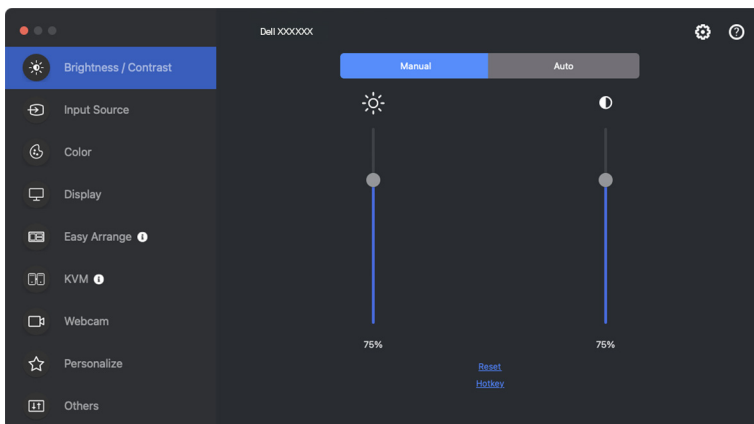 Dell XXXXXX
Brightness / Contrast
Input Source
Color
Display
Easy Arrange
KVM
Webcam
Personalize
Others
Manual
Auto
75%
75%
Reset
Hotkey